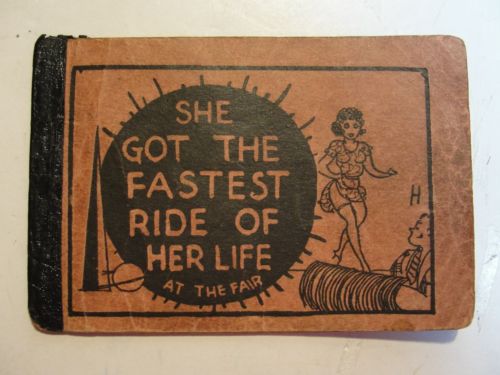 SHE
GOT THE
FASTEST
RIDE OF
HER LIFE
AT THE FAIR
H